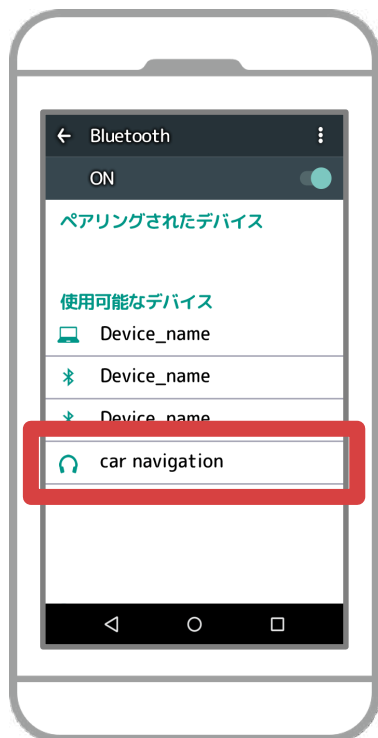 Bluetooth
ON
ペアリングされたデバイス
使用可能なデバイス
Device_name
Device_name
Device_name
car navigation